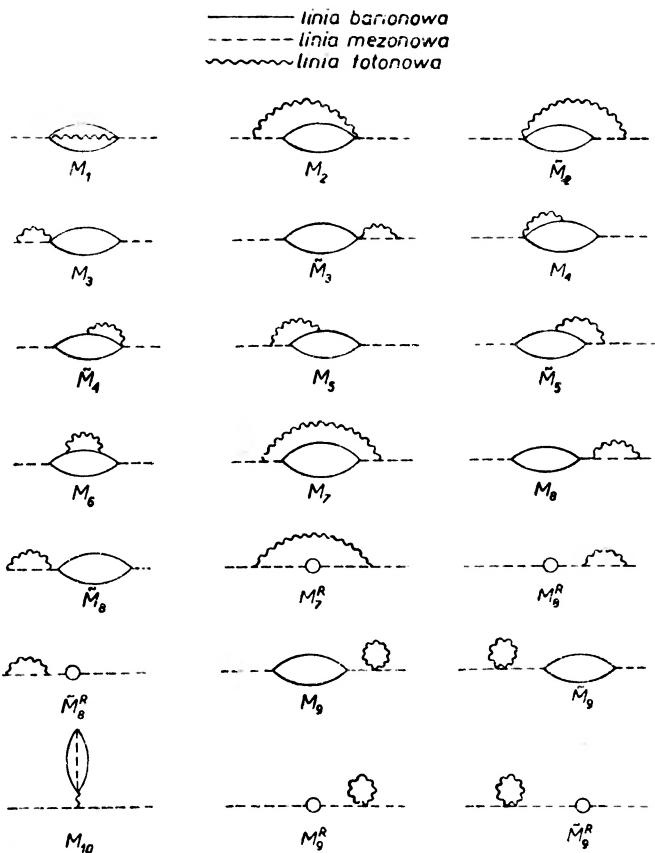 linia barionowa
linia mezonowa
linia fotonowa
M₁ M₂ M̃₂
M₃ M̃₃ M₄
M̃₄ M₅ M̃₅
M₆ M₇ M₈
M̃₈ M₇ᴿ M₈ᴿ
M̃₈ᴿ M₉ M̃₉
M₁₀ M₉ᴿ M̃₉ᴿ